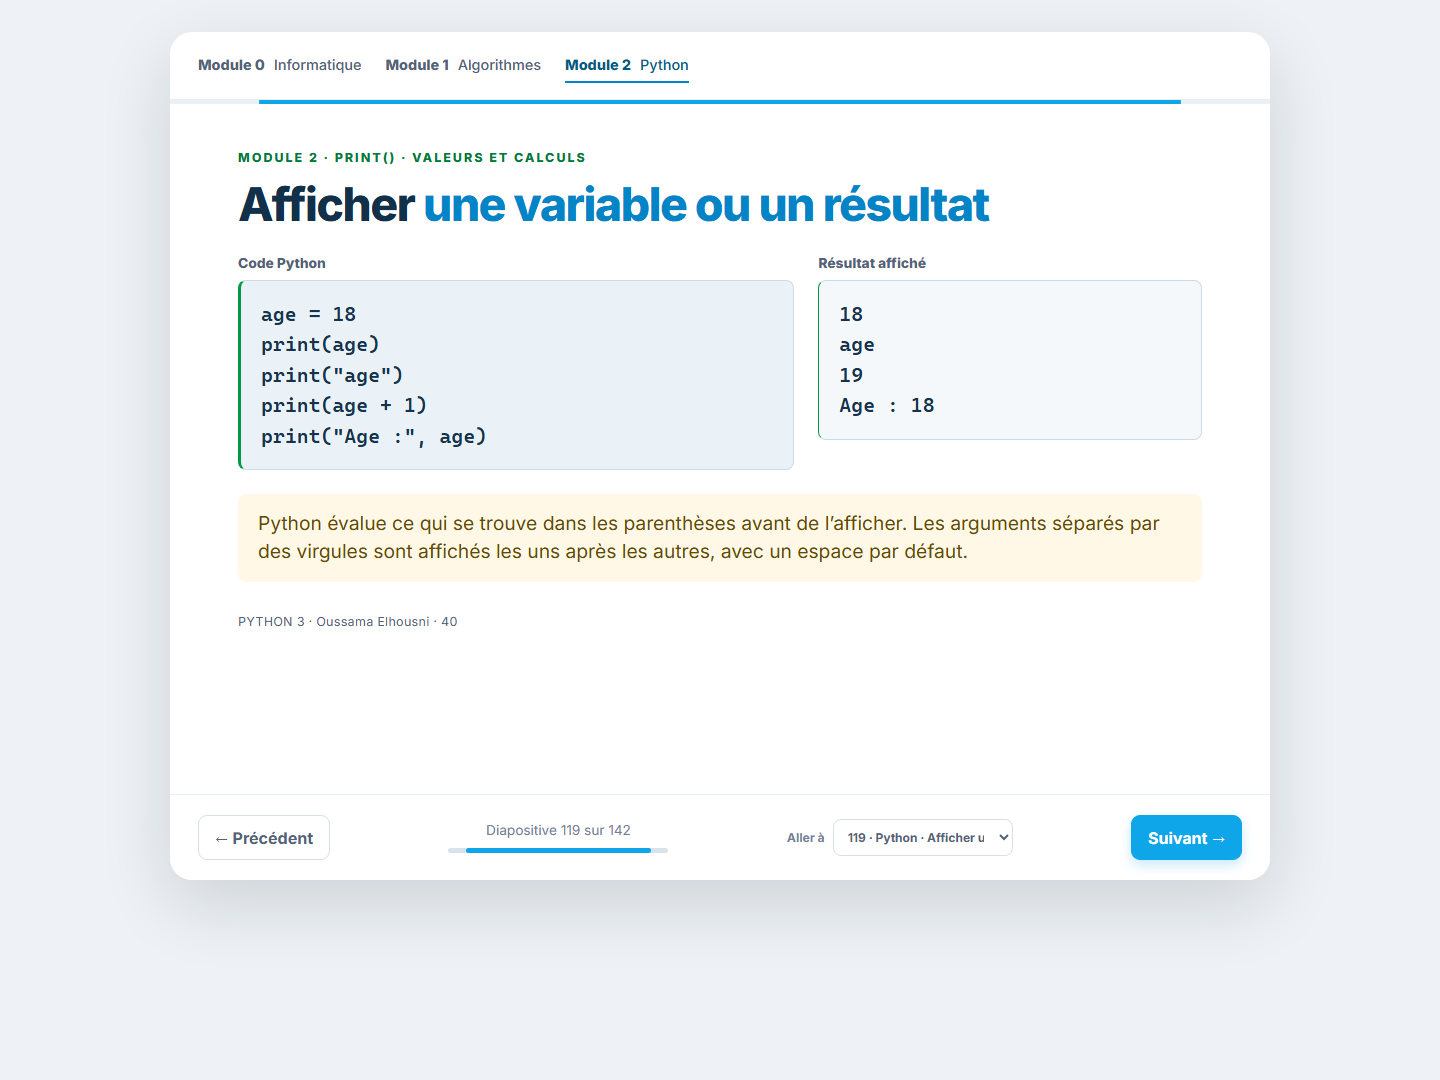 Module 0 Informatique Module 1 Algorithmes Module 2 Python
MODULE 2 · PRINT() · VALEURS ET CALCULS
Afficher une variable ou un résultat
Code Python
age = 18
print(age)
print("age")
print(age + 1)
print("Age :", age)
Résultat affiché
18
age
19
Age : 18
Python évalue ce qui se trouve dans les parenthèses avant de l’afficher. Les arguments séparés par
des virgules sont affichés les uns après les autres, avec un espace par défaut.
PYTHON 3 · Oussama Elhousni · 40
← Précédent
Diapositive 119 sur 142
Aller à
119 · Python · Afficher u
Suivant →